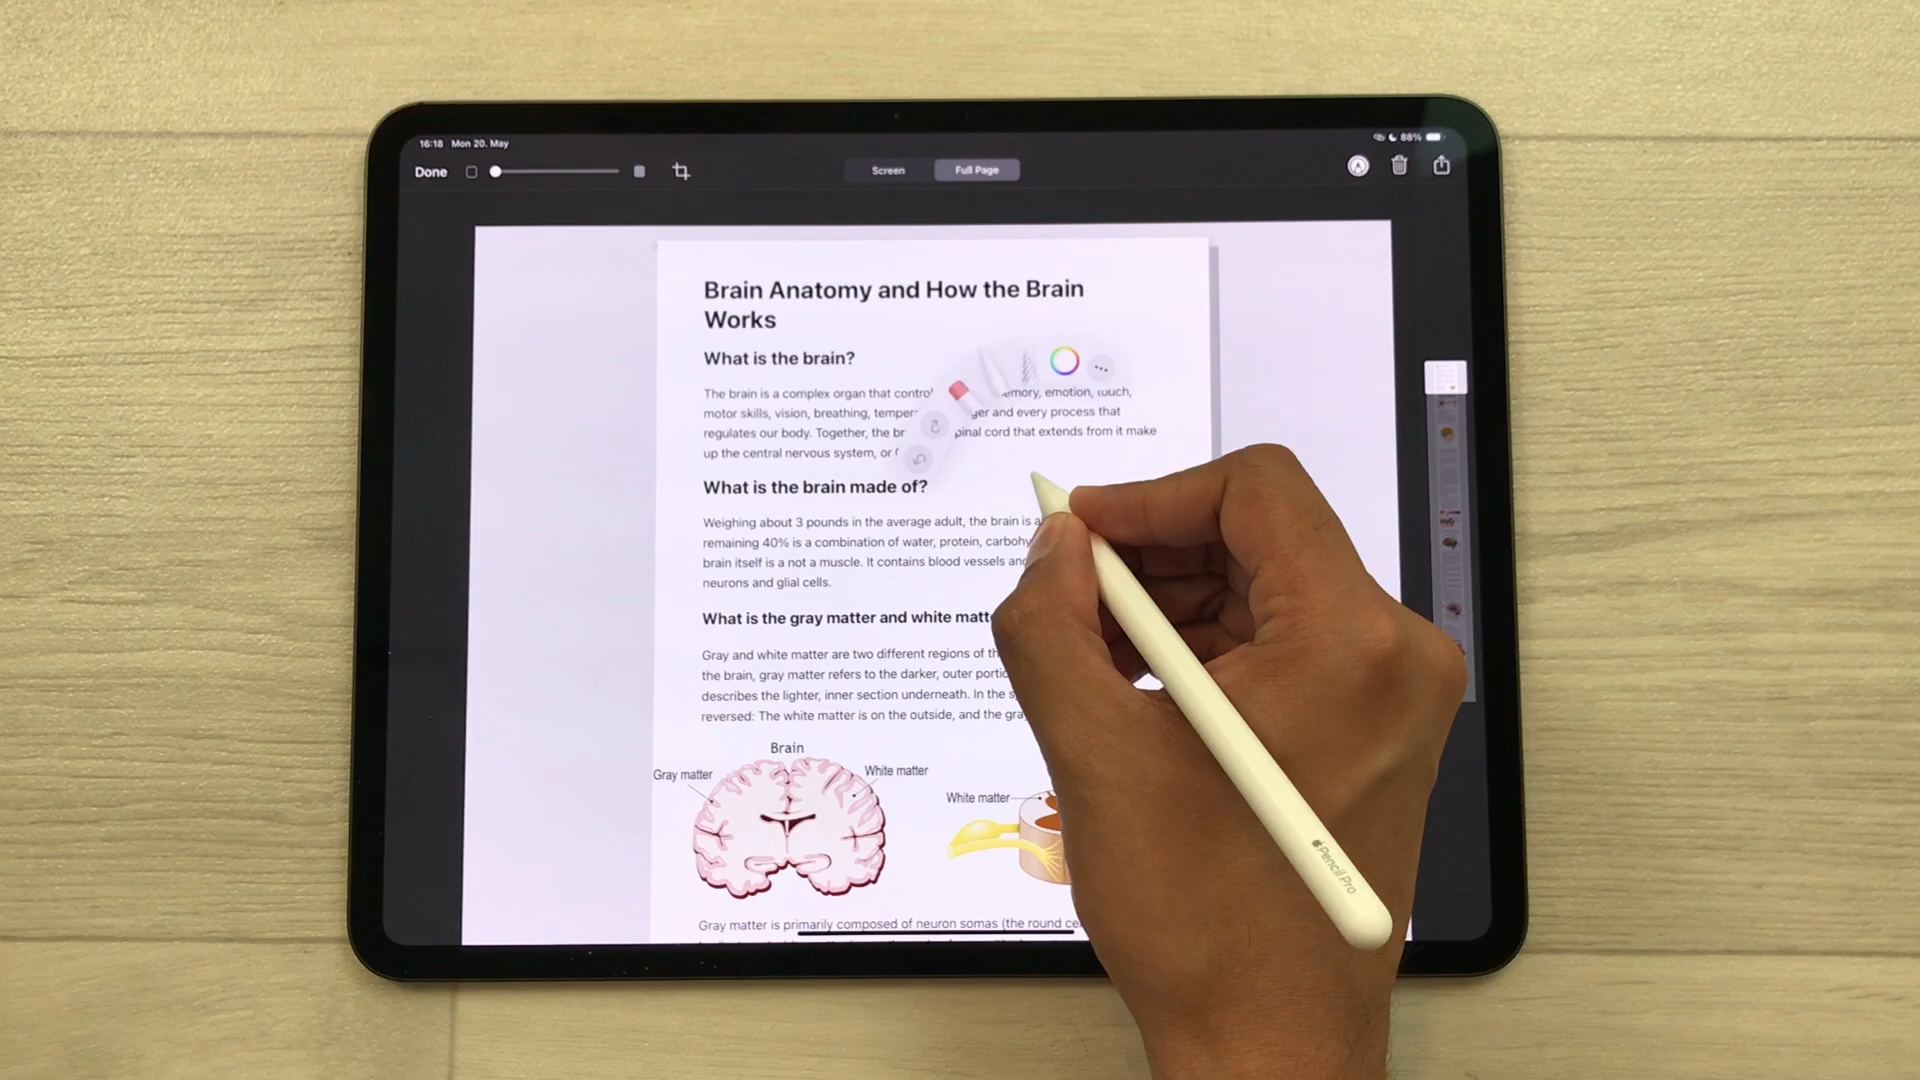 16:18 Mon 20. May
88%
Done
Screen
Full Page
Brain Anatomy and How the Brain
Works
What is the brain?
The brain is a complex organ that control emory, emotion, touch,
motor skills, vision, breathing, temper ger and every process that
regulates our body. Together, the br pinal cord that extends from it make
up the central nervous system, or
What is the brain made of?
Weighing about 3 pounds in the average adult, the brain is a
remaining 40% is a combination of water, protein, carbohy
brain itself is a not a muscle. It contains blood vessels and
neurons and glial cells.
What is the gray matter and white matt
Gray and white matter are two different regions of th
the brain, gray matter refers to the darker, outer portio
describes the lighter, inner section underneath. In the s
reversed: The white matter is on the outside, and the gra
Brain
Gray matter
White matter
White matter
Gray matter is primarily composed of neuron somas (the round ce
Pencil Pro